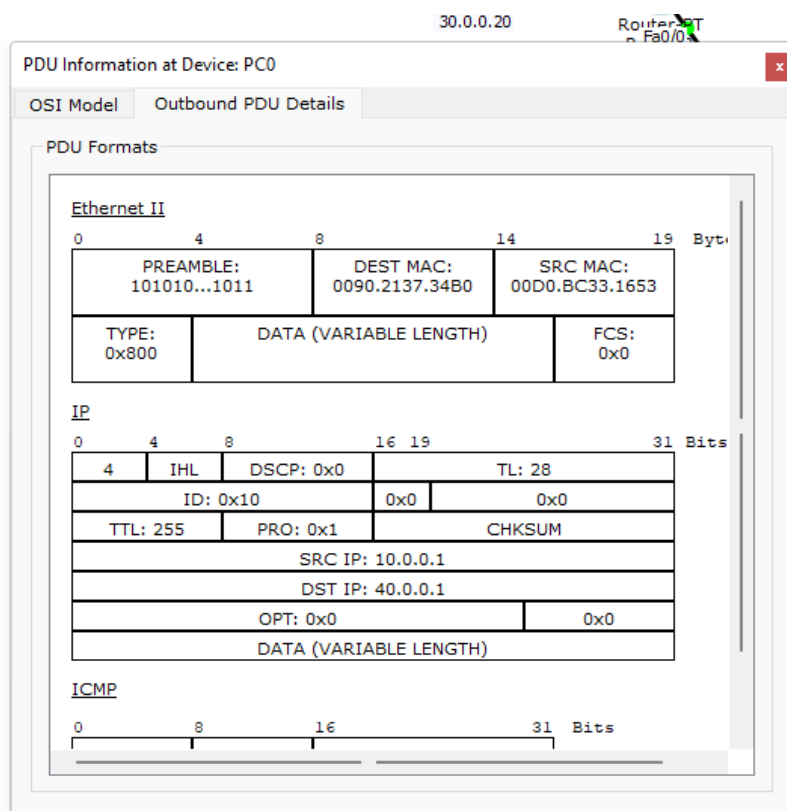 30.0.0.20
Router-PT
Fa0/0
PDU Information at Device: PC0
x
OSI Model Outbound PDU Details
PDU Formats
Ethernet II
0 4 8 14 19
PREAMBLE: DEST MAC: SRC MAC:
101010...1011 0090.2137.34B0 00D0.BC33.1653
TYPE: DATA (VARIABLE LENGTH) FCS:
0x800 0x0
IP
0 4 8 16 19 31 Bits
4 IHL DSCP: 0x0 TL: 28
ID: 0x10 0x0 0x0
TTL: 255 PRO: 0x1 CHKSUM
SRC IP: 10.0.0.1
DST IP: 40.0.0.1
OPT: 0x0 0x0
DATA (VARIABLE LENGTH)
ICMP
0 8 16 31 Bits